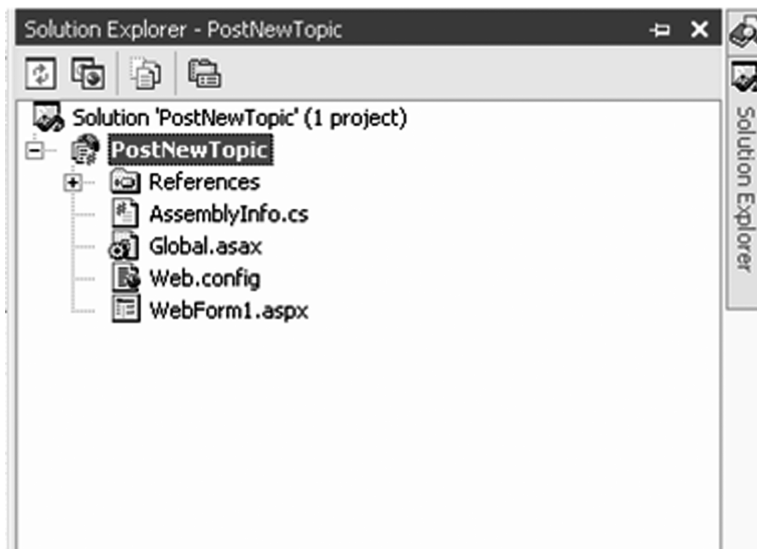 Solution Explorer - PostNewTopic
Solution 'PostNewTopic' (1 project)
PostNewTopic
References
AssemblyInfo.cs
Global.asax
Web.config
WebForm1.aspx
Solution Explorer